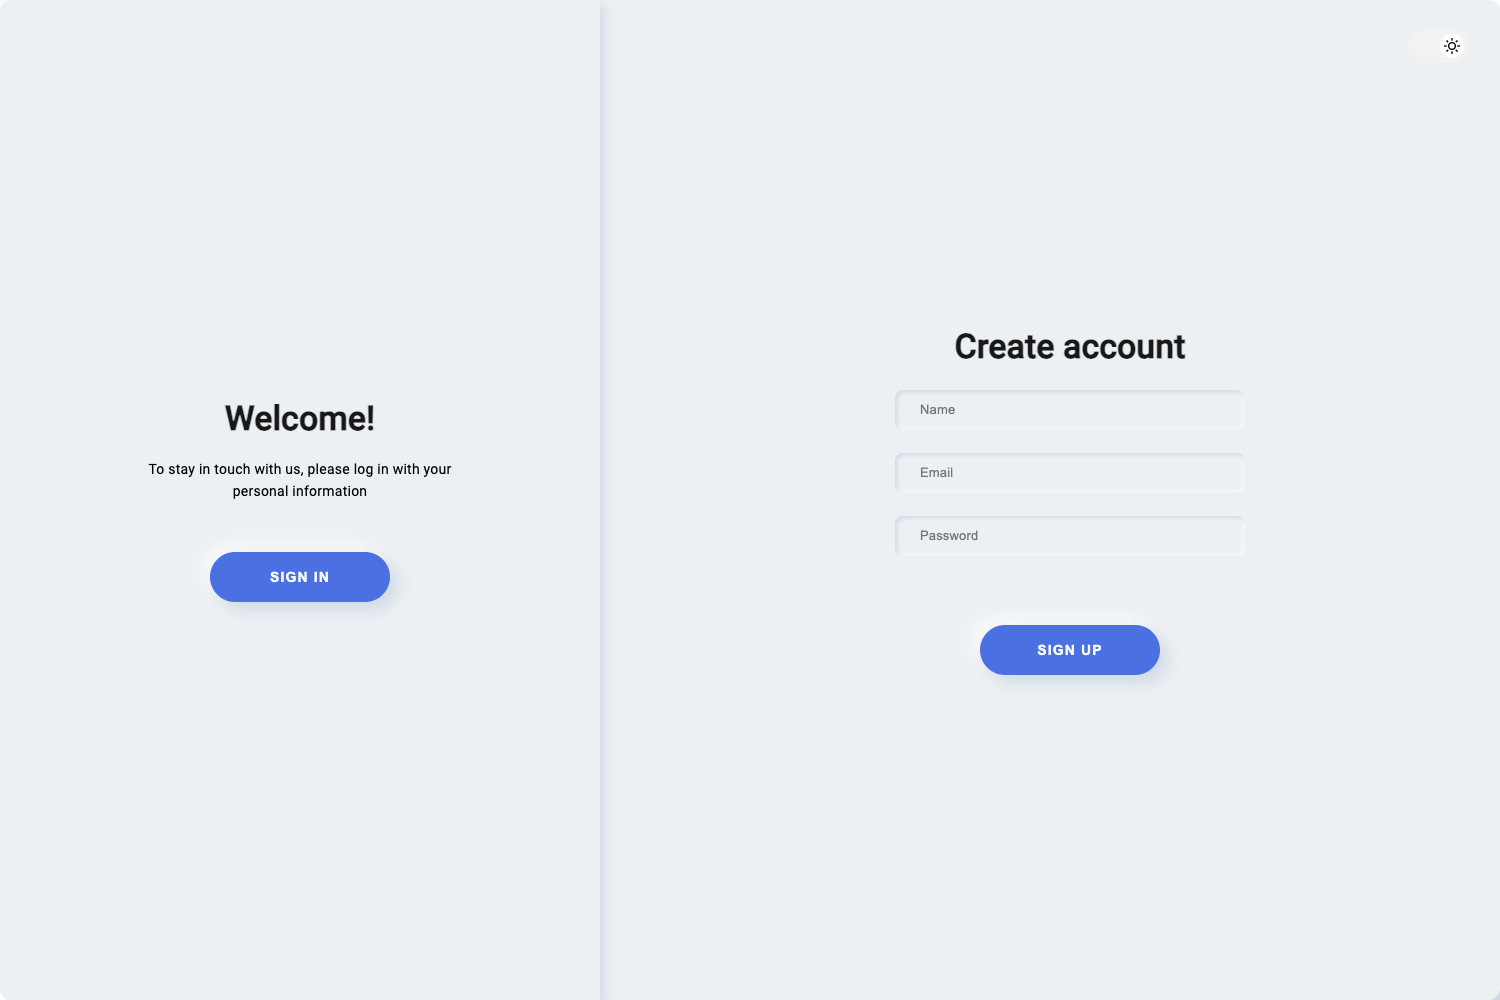 Welcome!
To stay in touch with us, please log in with your
personal information
SIGN IN
Create account
Name
Email
Password
SIGN UP